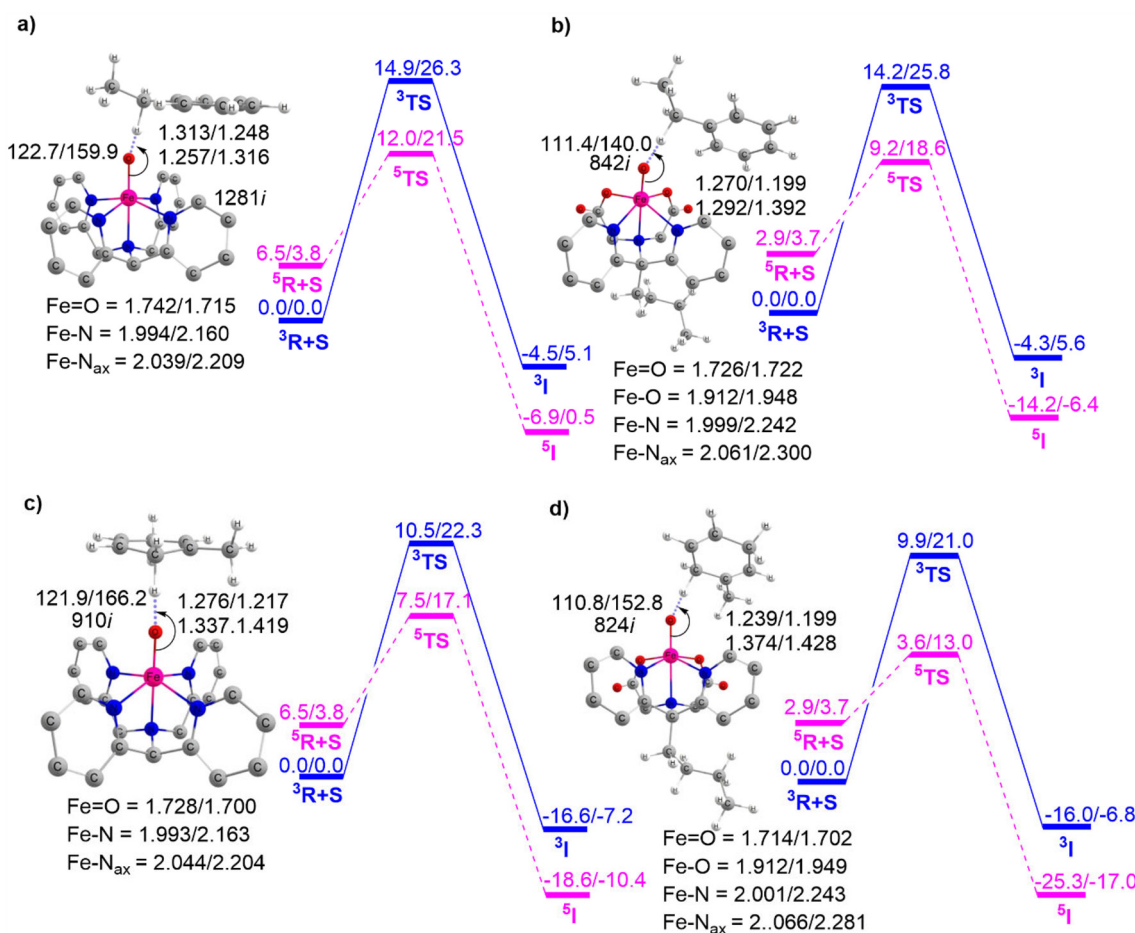 a)
14.9/26.3
³TS
1.313/1.248
1.257/1.316
12.0/21.5
⁵TS
122.7/159.9
1281i
6.5/3.8
⁵R+S
0.0/0.0
³R+S
Fe=O = 1.742/1.715
Fe-N = 1.994/2.160
Fe-Nₐₓ = 2.039/2.209
-4.5/5.1
³I
-6.9/0.5
⁵I
b)
14.2/25.8
³TS
111.4/140.0
842i
9.2/18.6
⁵TS
1.270/1.199
1.292/1.392
2.9/3.7
⁵R+S
0.0/0.0
³R+S
Fe=O = 1.726/1.722
Fe-O = 1.912/1.948
Fe-N = 1.999/2.242
Fe-Nₐₓ = 2.061/2.300
-4.3/5.6
³I
-14.2/-6.4
⁵I
c)
10.5/22.3
³TS
121.9/166.2
910i
1.276/1.217
1.337.1.419
7.5/17.1
⁵TS
6.5/3.8
⁵R+S
0.0/0.0
³R+S
Fe=O = 1.728/1.700
Fe-N = 1.993/2.163
Fe-Nₐₓ = 2.044/2.204
-16.6/-7.2
³I
-18.6/-10.4
⁵I
d)
9.9/21.0
³TS
110.8/152.8
824i
1.239/1.199
1.374/1.428
3.6/13.0
⁵TS
2.9/3.7
⁵R+S
0.0/0.0
³R+S
Fe=O = 1.714/1.702
Fe-O = 1.912/1.949
Fe-N = 2.001/2.243
Fe-Nₐₓ = 2..066/2.281
-16.0/-6.8
³I
-25.3/-17.0
⁵I